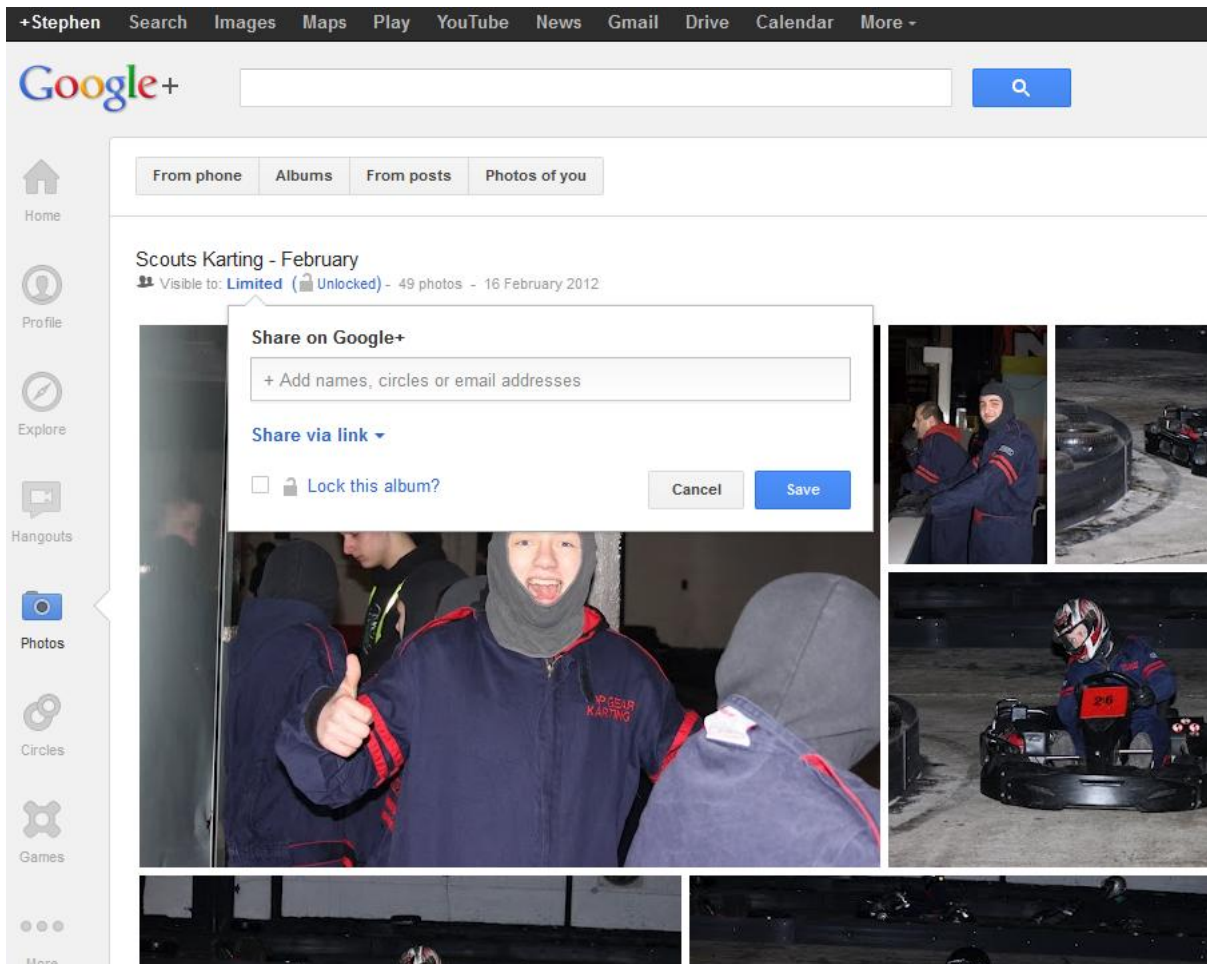 +Stephen Search Images Maps Play YouTube News Gmail Drive Calendar More
Google+
From phone Albums From posts Photos of you
Home
Profile
Explore
Hangouts
Photos
Circles
Games
More
Scouts Karting - February
Visible to: Limited (Unlocked) - 49 photos - 16 February 2012
Share on Google+
+ Add names, circles or email addresses
Share via link
Lock this album?
Cancel Save
GEAR
KARTING
26